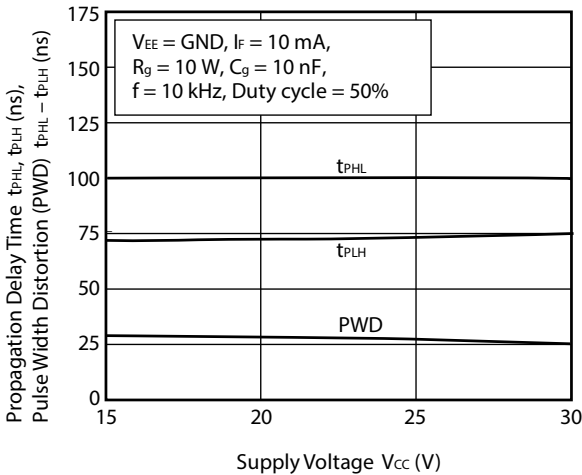 Propagation Delay Time tPHL, tPLH (ns),
Pulse Width Distortion (PWD) tPHL – tPLH (ns)
175
150
125
100
75
50
25
0
VEE = GND, IF = 10 mA,
Rg = 10 W, Cg = 10 nF,
f = 10 kHz, Duty cycle = 50%
tPHL
tPLH
PWD
15
20
25
30
Supply Voltage VCC (V)